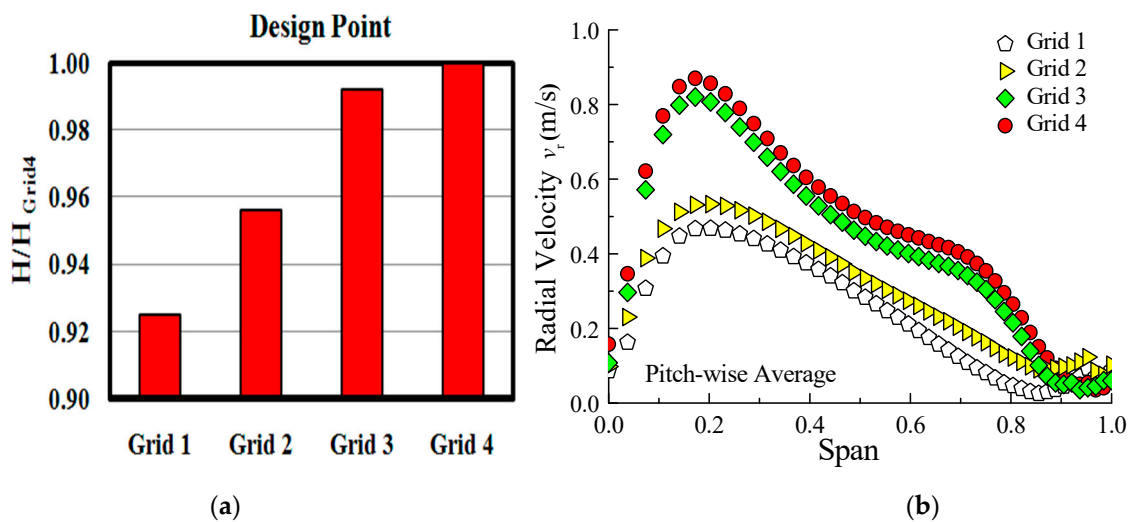 Design Point
H/H Grid4
1.00
0.98
0.96
0.94
0.92
0.90
Grid 1 Grid 2 Grid 3 Grid 4
(a)
Radial Velocity vr (m/s)
1.0
0.8
0.6
0.4
0.2
0.0
Grid 1
Grid 2
Grid 3
Grid 4
Pitch-wise Average
0.0 0.2 0.4 0.6 0.8 1.0
Span
(b)